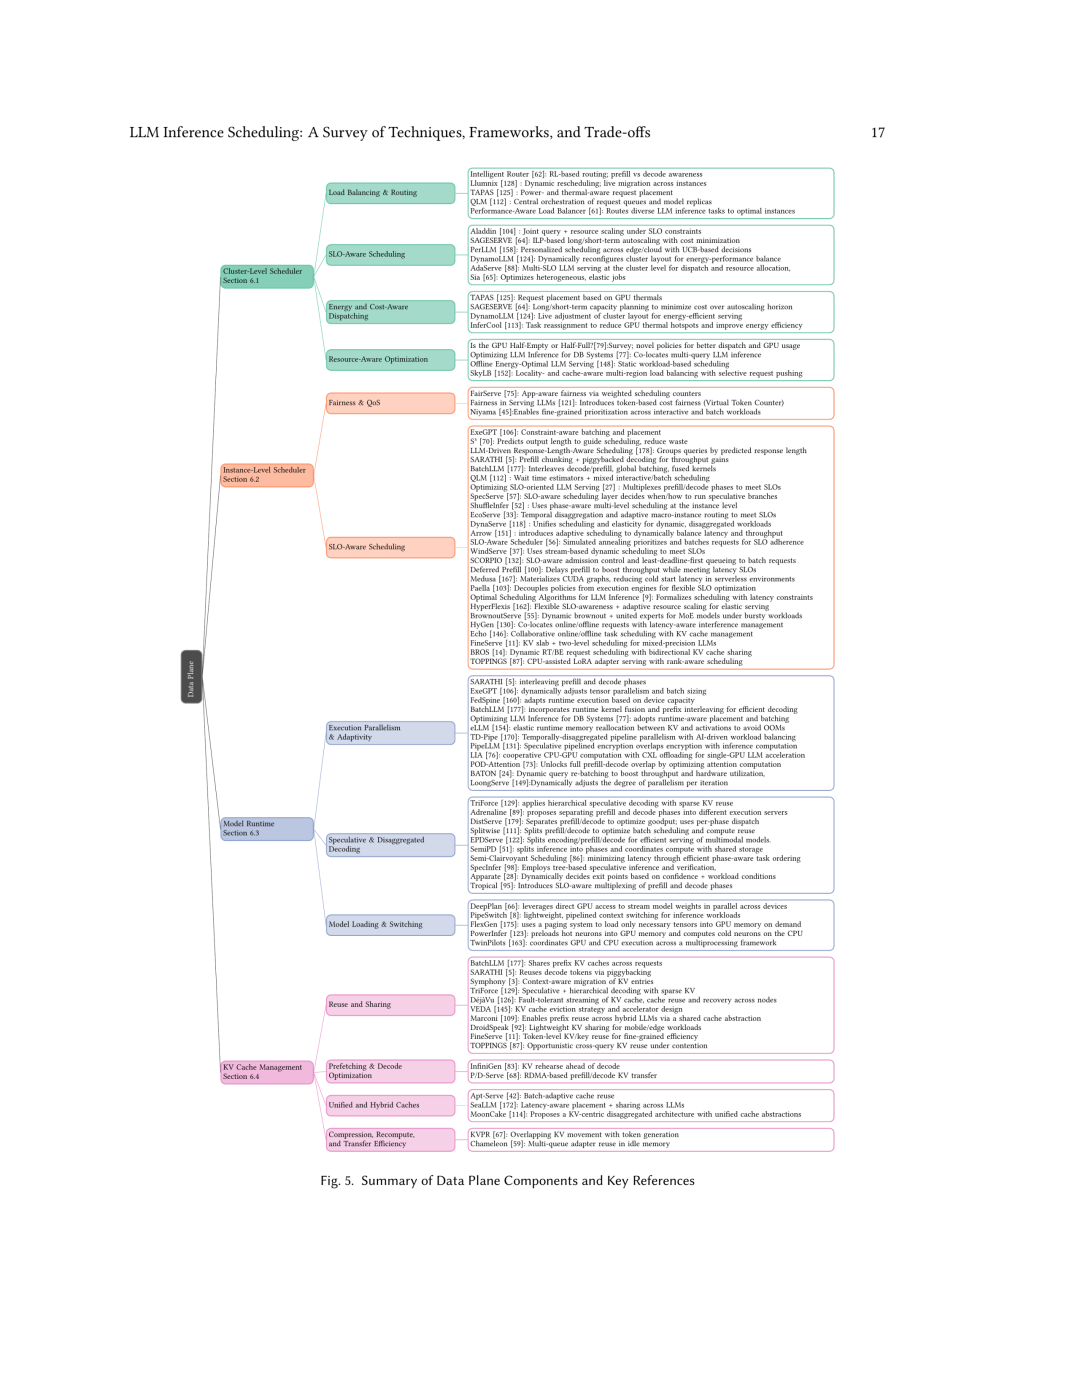 LLM Inference Scheduling: A Survey of Techniques, Frameworks, and Trade-offs 17
Data Plane
Cluster-Level Scheduler
Section 6.1
Load Balancing & Routing
Intelligent Router [62]: RL-based routing; prefill vs decode awareness
Llumnix [128] : Dynamic rescheduling; live migration across instances
TAPAS [125] : Power- and thermal-aware request placement
QLM [112] : Central orchestration of request queues and model replicas
Performance-Aware Load Balancer [61]: Routes diverse LLM inference tasks to optimal instances
SLO-Aware Scheduling
Aladdin [104] : Joint query + resource scaling under SLO constraints
SAGESERVE [64]: ILP-based long/short-term autoscaling with cost minimization
PerLLM [158]: Personalized scheduling across edge/cloud with UCB-based decisions
DynamoLLM [124]: Dynamically reconfigures cluster layout for energy-performance balance
AdaServe [88]: Multi-SLO LLM serving at the cluster level for dispatch and resource allocation,
Sia [65]: Optimizes heterogeneous, elastic jobs
Energy and Cost-Aware
Dispatching
TAPAS [125]: Request placement based on GPU thermals
SAGESERVE [64]: Long/short-term capacity planning to minimize cost over autoscaling horizon
DynamoLLM [124]: Live adjustment of cluster layout for energy-efficient serving
InferCool [113]: Task reassignment to reduce GPU thermal hotspots and improve energy efficiency
Resource-Aware Optimization
Is the GPU Half-Empty or Half-Full?[79]:Survey; novel policies for better dispatch and GPU usage
Optimizing LLM Inference for DB Systems [77]: Co-locates multi-query LLM inference
Offline Energy-Optimal LLM Serving [148]: Static workload-based scheduling
SkyLB [152]: Locality- and cache-aware multi-region load balancing with selective request pushing
Instance-Level Scheduler
Section 6.2
Fairness & QoS
FairServe [75]: App-aware fairness via weighted scheduling counters
Fairness in Serving LLMs [121]: Introduces token-based cost fairness (Virtual Token Counter)
Niyama [45]:Enables fine-grained prioritization across interactive and batch workloads
SLO-Aware Scheduling
ExeGPT [106]: Constraint-aware batching and placement
S³ [70]: Predicts output length to guide scheduling, reduce waste
LLM-Driven Response-Length-Aware Scheduling [178]: Groups queries by predicted response length
SARATHI [5]: Prefill chunking + piggybacked decoding for throughput gains
BatchLLM [177]: Interleaves decode/prefill, global batching, fused kernels
QLM [112] : Wait time estimators + mixed interactive/batch scheduling
Optimizing SLO-oriented LLM Serving [27] : Multiplexes prefill/decode phases to meet SLOs
SpecServe [57]: SLO-aware scheduling layer decides when/how to run speculative branches
ShuffleInfer [52] : Uses phase-aware multi-level scheduling at the instance level
EcoServe [33]: Temporal disaggregation and adaptive macro-instance routing to meet SLOs
DynaServe [118] : Unifies scheduling and elasticity for dynamic, disaggregated workloads
Arrow [151] : introduces adaptive scheduling to dynamically balance latency and throughput
SLO-Aware Scheduler [56]: Simulated annealing prioritizes and batches requests for SLO adherence
WindServe [37]: Uses stream-based dynamic scheduling to meet SLOs
SCORPIO [132]: SLO-aware admission control and least-deadline-first queueing to batch requests
Deferred Prefill [100]: Delays prefill to boost throughput while meeting latency SLOs
Medusa [167]: Materializes CUDA graphs, reducing cold start latency in serverless environments
Paella [103]: Decouples policies from execution engines for flexible SLO optimization
Optimal Scheduling Algorithms for LLM Inference [9]: Formalizes scheduling with latency constraints
HyperFlexis [162]: Flexible SLO-awareness + adaptive resource scaling for elastic serving
BrownoutServe [55]: Dynamic brownout + united experts for MoE models under bursty workloads
HyGen [130]: Co-locates online/offline requests with latency-aware interference management
Echo [146]: Collaborative online/offline task scheduling with KV cache management
FineServe [11]: KV slab + two-level scheduling for mixed-precision LLMs
BROS [14]: Dynamic RT/BE request scheduling with bidirectional KV cache sharing
TOPPINGS [87]: CPU-assisted LoRA adapter serving with rank-aware scheduling
Model Runtime
Section 6.3
Execution Parallelism
& Adaptivity
SARATHI [5]: interleaving prefill and decode phases
ExeGPT [106]: dynamically adjusts tensor parallelism and batch sizing
FedSpine [160]: adapts runtime execution based on device capacity
BatchLLM [177]: incorporates runtime kernel fusion and prefix interleaving for efficient decoding
Optimizing LLM Inference for DB Systems [77]: adopts runtime-aware placement and batching
eLLM [154]: elastic runtime memory reallocation between KV and activations to avoid OOMs
TD-Pipe [170]: Temporally-disaggregated pipeline parallelism with AI-driven workload balancing
PipeLLM [131]: Speculative pipelined encryption overlaps encryption with inference computation
LIA [76]: cooperative CPU-GPU computation with CXL offloading for single-GPU LLM acceleration
POD-Attention [73]: Unlocks full prefill-decode overlap by optimizing attention computation
BATON [24]: Dynamic query re-batching to boost throughput and hardware utilization,
LoongServe [149]:Dynamically adjusts the degree of parallelism per iteration
Speculative & Disaggregated
Decoding
TriForce [129]: applies hierarchical speculative decoding with sparse KV reuse
Adrenaline [89]: proposes separating prefill and decode phases into different execution servers
DistServe [179]: Separates prefill/decode to optimize goodput; uses per-phase dispatch
Splitwise [111]: Splits prefill/decode to optimize batch scheduling and compute reuse
EPDServe [122]: Splits encoding/prefill/decode for efficient serving of multimodal models.
SemiPD [51]: splits inference into phases and coordinates compute with shared storage
Semi-Clairvoyant Scheduling [86]: minimizing latency through efficient phase-aware task ordering
SpecInfer [98]: Employs tree-based speculative inference and verification,
Apparate [28]: Dynamically decides exit points based on confidence + workload conditions
Tropical [95]: Introduces SLO-aware multiplexing of prefill and decode phases
Model Loading & Switching
DeepPlan [66]: leverages direct GPU access to stream model weights in parallel across devices
PipeSwitch [8]: lightweight, pipelined context switching for inference workloads
FlexGen [175]: uses a paging system to load only necessary tensors into GPU memory on demand
PowerInfer [123]: preloads hot neurons into GPU memory and computes cold neurons on the CPU
TwinPilots [163]: coordinates GPU and CPU execution across a multiprocessing framework
KV Cache Management
Section 6.4
Reuse and Sharing
BatchLLM [177]: Shares prefix KV caches across requests
SARATHI [5]: Reuses decode tokens via piggybacking
Symphony [3]: Context-aware migration of KV entries
TriForce [129]: Speculative + hierarchical decoding with sparse KV
DéjàVu [126]: Fault-tolerant streaming of KV cache, cache reuse and recovery across nodes
VEDA [145]: KV cache eviction strategy and accelerator design
Marconi [109]: Enables prefix reuse across hybrid LLMs via a shared cache abstraction
DroidSpeak [92]: Lightweight KV sharing for mobile/edge workloads
FineServe [11]: Token-level KV/key reuse for fine-grained efficiency
TOPPINGS [87]: Opportunistic cross-query KV reuse under contention
Prefetching & Decode
Optimization
InfiniGen [83]: KV rehearse ahead of decode
P/D-Serve [68]: RDMA-based prefill/decode KV transfer
Unified and Hybrid Caches
Apt-Serve [42]: Batch-adaptive cache reuse
SeaLLM [172]: Latency-aware placement + sharing across LLMs
MoonCake [114]: Proposes a KV-centric disaggregated architecture with unified cache abstractions
Compression, Recompute,
and Transfer Efficiency
KVPR [67]: Overlapping KV movement with token generation
Chameleon [59]: Multi-queue adapter reuse in idle memory
Fig. 5. Summary of Data Plane Components and Key References